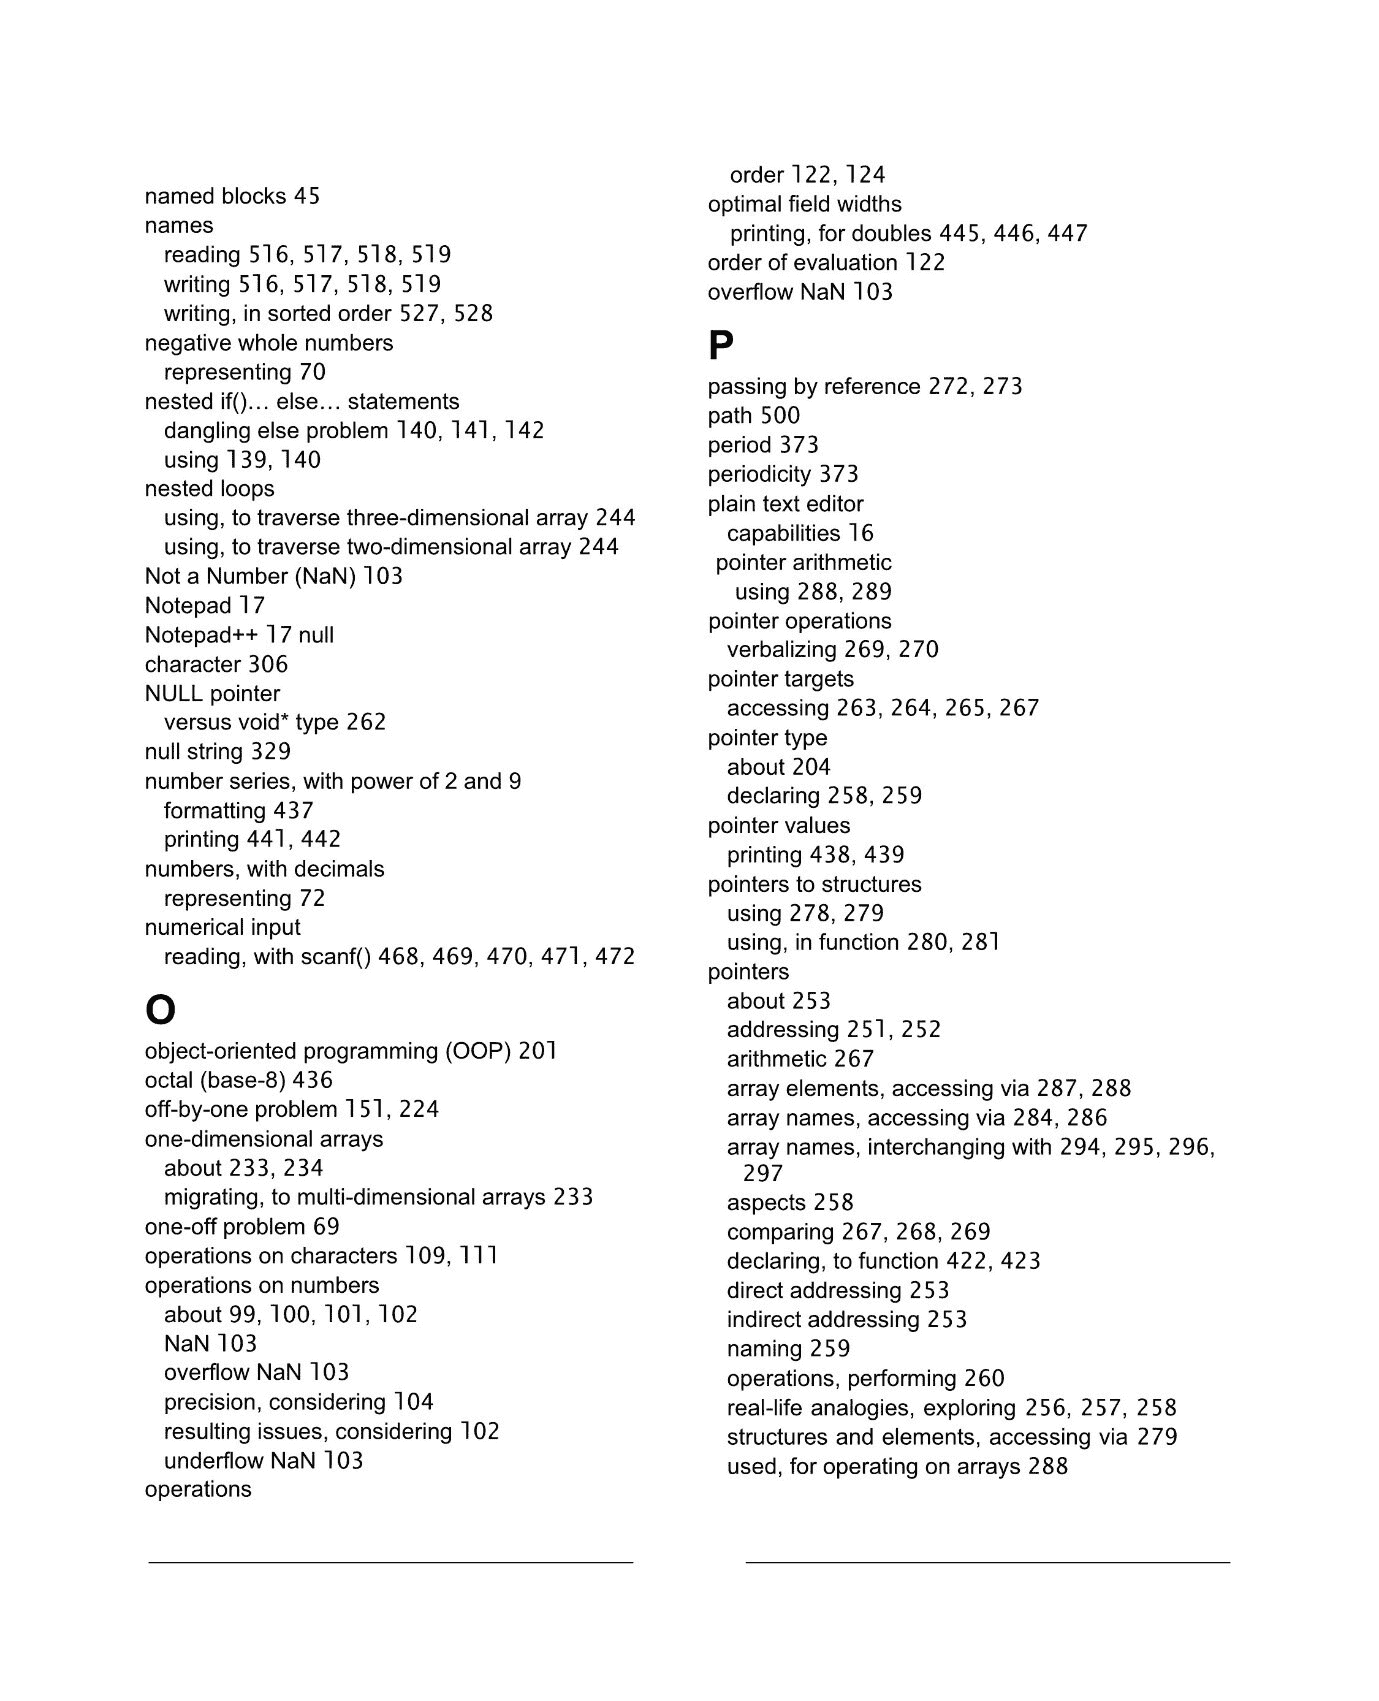 named blocks 45
names
reading 516, 517, 518, 519
writing 516, 517, 518, 519
writing, in sorted order 527, 528
negative whole numbers
representing 70
nested if()… else… statements
dangling else problem 140, 141, 142
using 139, 140
nested loops
using, to traverse three-dimensional array 244
using, to traverse two-dimensional array 244
Not a Number (NaN) 103
Notepad 17
Notepad++ 17 null
character 306
NULL pointer
versus void* type 262
null string 329
number series, with power of 2 and 9
formatting 437
printing 441, 442
numbers, with decimals
representing 72
numerical input
reading, with scanf() 468, 469, 470, 471, 472
O
object-oriented programming (OOP) 201
octal (base-8) 436
off-by-one problem 151, 224
one-dimensional arrays
about 233, 234
migrating, to multi-dimensional arrays 233
one-off problem 69
operations on characters 109, 111
operations on numbers
about 99, 100, 101, 102
NaN 103
overflow NaN 103
precision, considering 104
resulting issues, considering 102
underflow NaN 103
operations
order 122, 124
optimal field widths
printing, for doubles 445, 446, 447
order of evaluation 122
overflow NaN 103
P
passing by reference 272, 273
path 500
period 373
periodicity 373
plain text editor
capabilities 16
pointer arithmetic
using 288, 289
pointer operations
verbalizing 269, 270
pointer targets
accessing 263, 264, 265, 267
pointer type
about 204
declaring 258, 259
pointer values
printing 438, 439
pointers to structures
using 278, 279
using, in function 280, 281
pointers
about 253
addressing 251, 252
arithmetic 267
array elements, accessing via 287, 288
array names, accessing via 284, 286
array names, interchanging with 294, 295, 296,
297
aspects 258
comparing 267, 268, 269
declaring, to function 422, 423
direct addressing 253
indirect addressing 253
naming 259
operations, performing 260
real-life analogies, exploring 256, 257, 258
structures and elements, accessing via 279
used, for operating on arrays 288